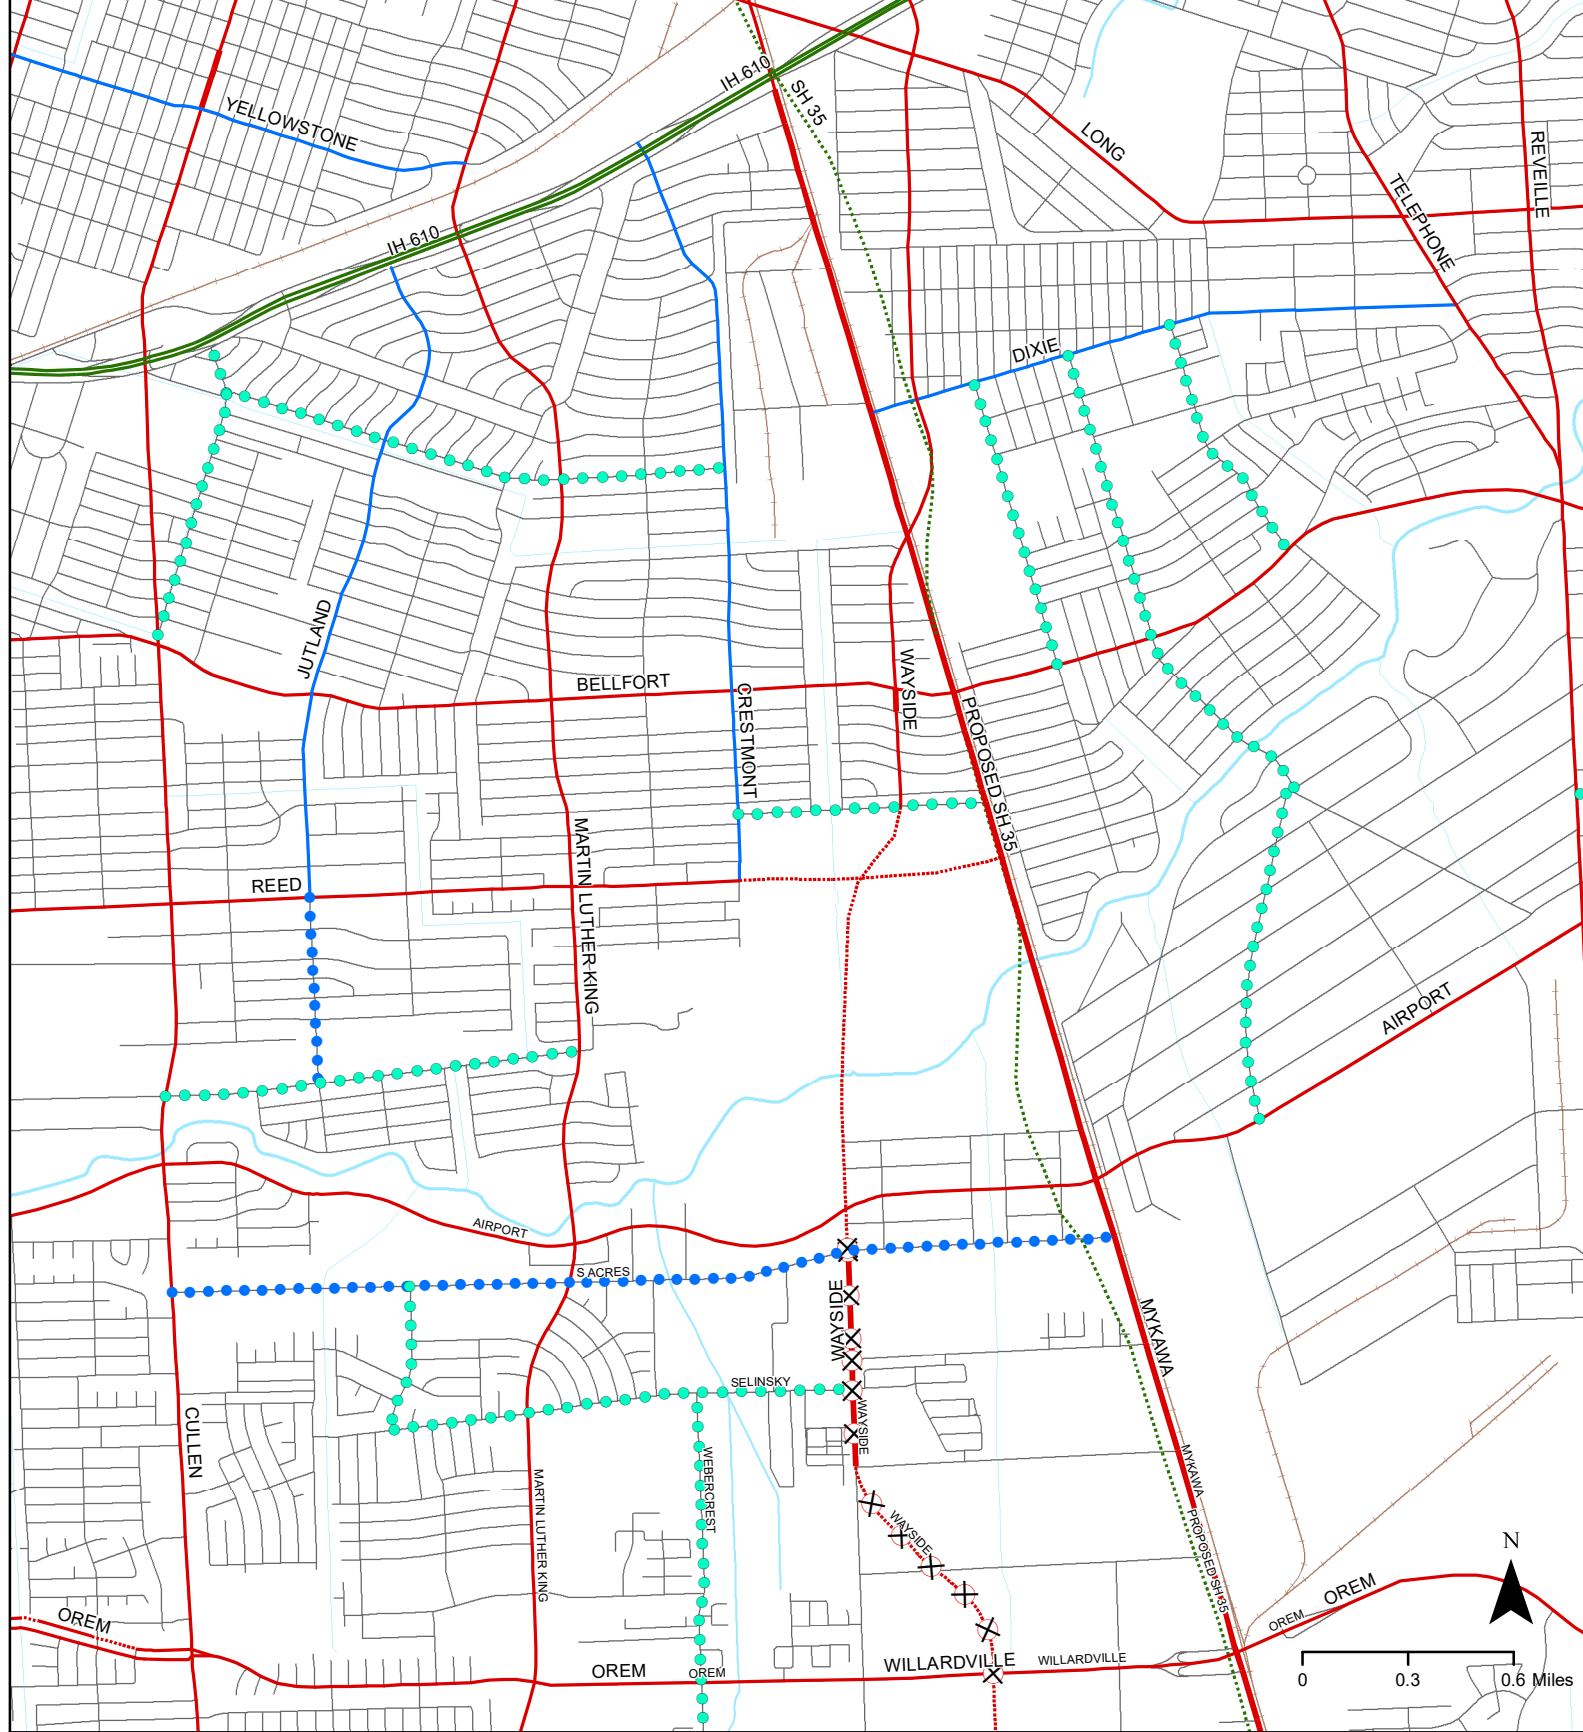 IH-610
SH 35
YELLOWSTONE
LONG
REVEILLE
TELEPHONE
IH-610
DIXIE
JUTLAND
BELLFORT
WAYSIDE
CRESTMONT
PROPOSED SH 35
MARTIN LUTHER KING
REED
AIRPORT
AIRPORT
S ACRES
WAYSIDE
MYKAWA
SELINSKY
CULLEN
WAYSIDE
WEBERCREST
MYKAWA
MARTIN LUTHER KING
WAYSIDE
PROPOSED SH 35
N
OREM
OREM
OREM
OREM
OREM
WILLARDVILLE
WILLARDVILLE
0 0.3 0.6 Miles